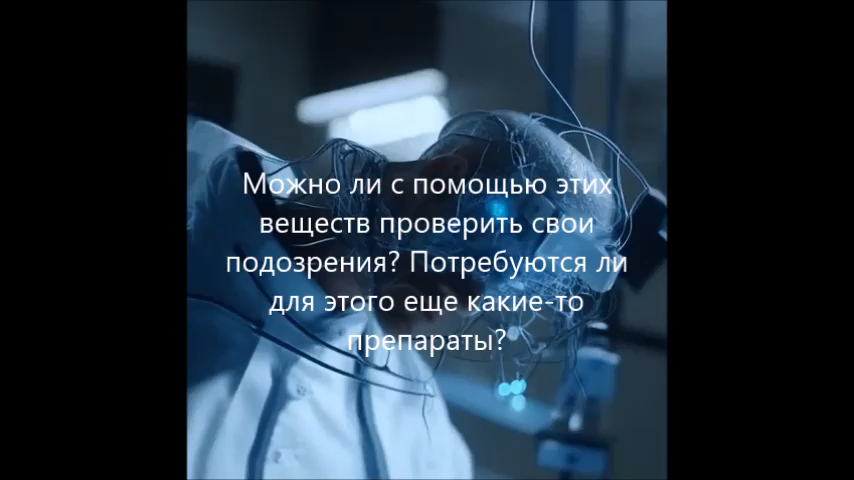 Можно ли с помощью этих
веществ проверить свои
подозрения? Потребуются ли
для этого еще какие-то
препараты?